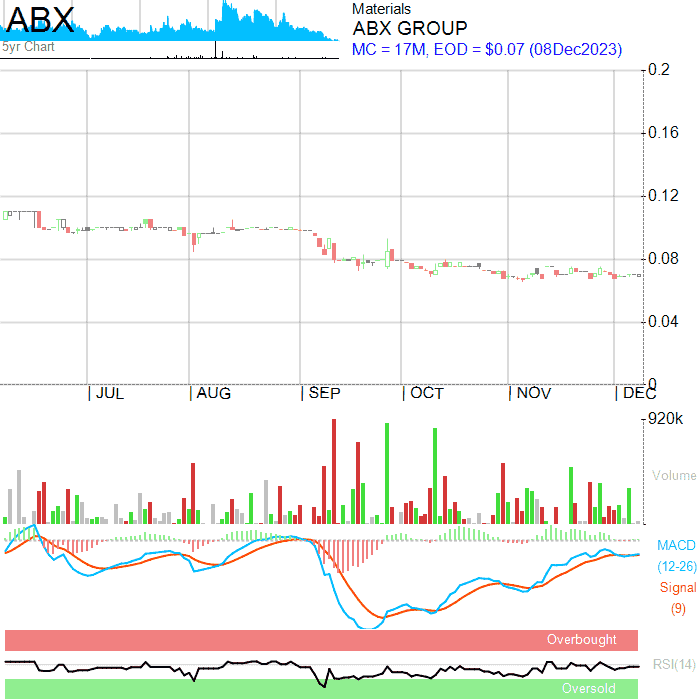 ABX
5yr Chart
Materials
ABX GROUP
MC = 17M, EOD = $0.07 (08Dec2023)
0.2
0.16
0.12
0.08
0.04
0
JUL AUG SEP OCT NOV DEC
920k
Volume
MACD
(12-26)
Signal
(9)
Overbought
RSI(14)
Oversold